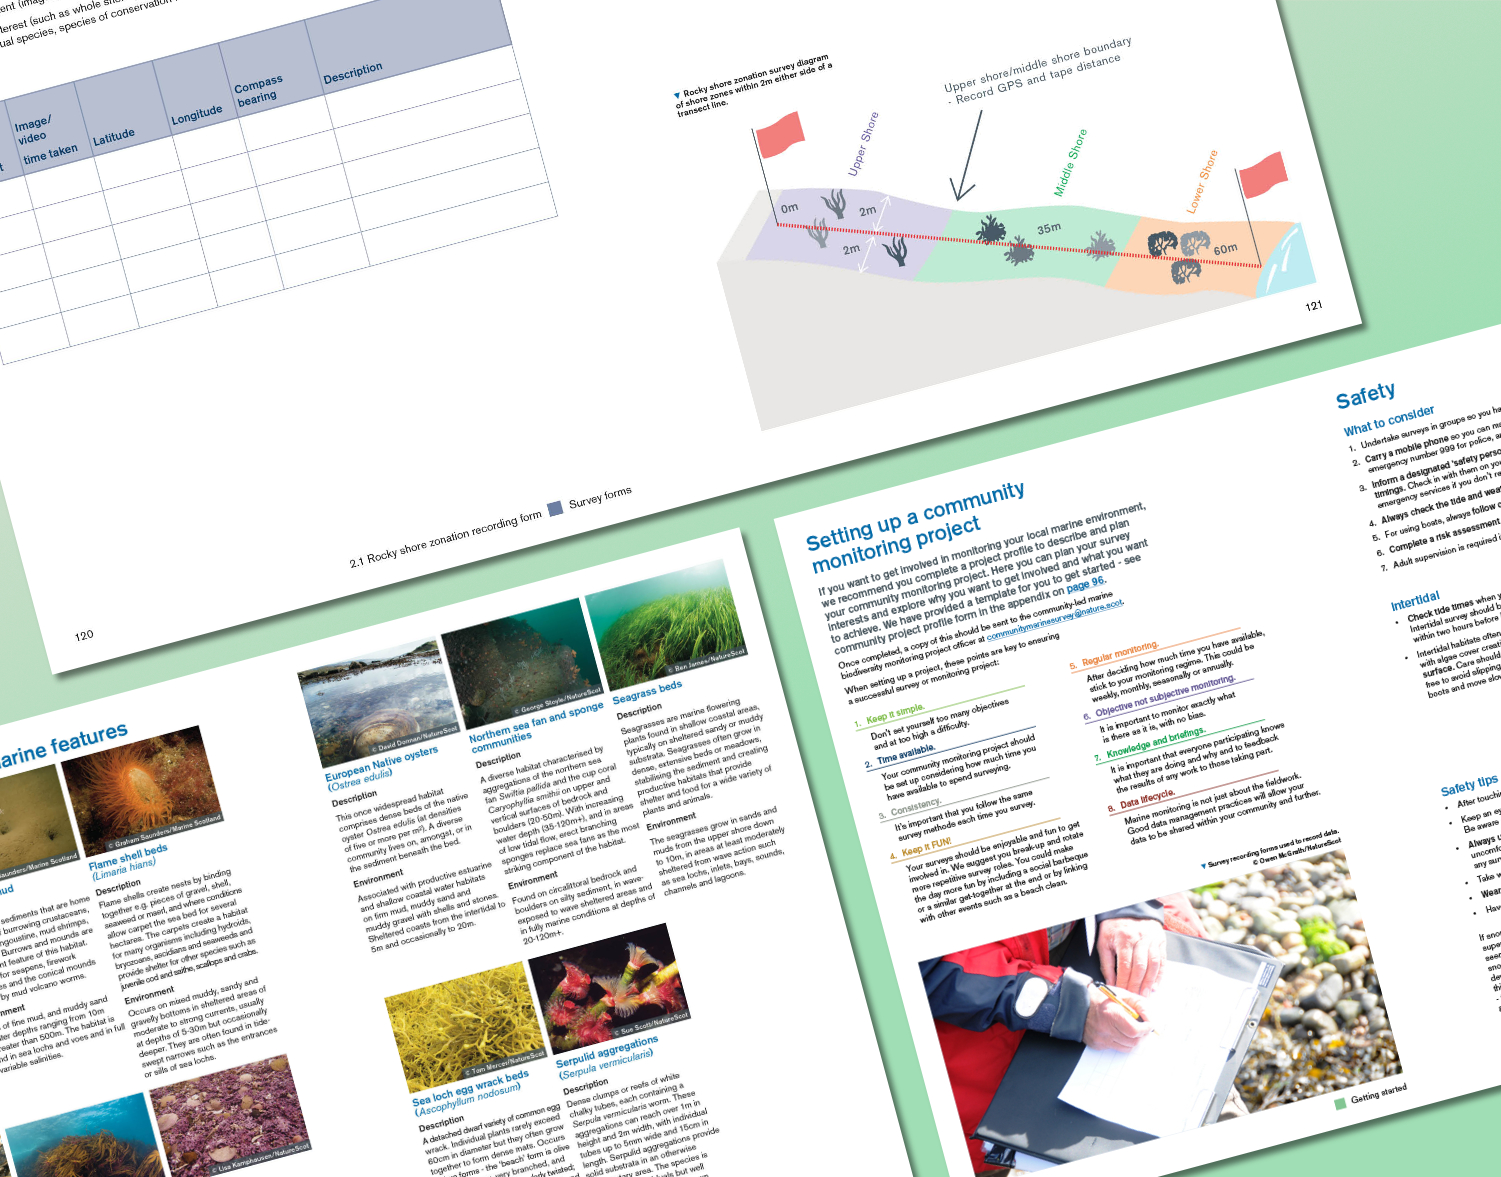 terest (such as whole
ual species, species of conservation
Image/
video
time taken
Latitude
Longitude
Compass
bearing
Description
▼ Rocky shore zonation survey diagram
of shore zones within 2m either side of a
transect line.
Upper shore/middle shore boundary
- Record GPS and tape distance
Upper Shore
Middle Shore
Lower Shore
0m
2m
2m
35m
60m
121
2.1 Rocky shore zonation recording form
Survey forms
120
arine features
© Graham Saunders/Marine Scotland
aunders/Marine Scotland
ud
sediments that are home
burrowing crustaceans,
ngoustine, mud shrimps
Burrows and mounds are
nt feature of this habitat.
for seapens, firework
es and the conical mounds
by mud volcano worms.
nment
of fine mud, and muddy sand
ter depths ranging from 10m
reater than 500m. The habitat is
nd in sea lochs and voes and in full
variable salinities.
Flame shell beds
(Limaria hians)
Description
Flame shells create nests by binding
together e.g. pieces of gravel, shell,
seaweed or maerl, and where conditions
allow carpet the sea bed for several
hectares. The carpets create a habitat
for many organisms including hydroids,
bryozoans, ascidians and seaweeds and
provide shelter for other species such as
juvenile cod and saithe, scallops and crabs.
Environment
Occurs on mixed muddy, sandy and
gravelly bottoms in sheltered areas of
moderate to strong currents, usually
at depths of 5-30m but occasionally
deeper. They are often found in tide-
swept narrows such as the entrances
or sills of sea lochs.
© Lisa Kamphausen/NatureScot
© David Donnan/NatureScot
European Native oysters
(Ostrea edulis)
Description
This once widespread habitat
comprises dense beds of the native
oyster Ostrea edulis (at densities
of five or more per m²). A diverse
community lives on, amongst, or in
the sediment beneath the bed.
Environment
Associated with productive estuarine
and shallow coastal water habitats
on firm mud, muddy sand and
muddy gravel with shells and stones.
Sheltered coasts from the intertidal to
5m and occasionally to 20m.
© George Stoyle/NatureScot
Northern sea fan and sponge
communities
Description
A diverse habitat characterised by
aggregations of the northern sea
fan Swiftia pallida and the cup coral
Caryophyllia smithii on upper and
vertical surfaces of bedrock and
boulders (20-50m). With increasing
water depth (35-120m+), and in areas
of low tidal flow, erect branching
sponges replace sea fans as the most
striking component of the habitat.
Environment
Found on circalittoral bedrock and
boulders on silty sediment, in wave-
exposed to wave sheltered areas and
in fully marine conditions at depths of
20-120m+.
© Ben James/NatureScot
Seagrass beds
Description
Seagrasses are marine flowering
plants found in shallow coastal areas,
typically on sheltered sandy or muddy
substrata. Seagrasses often grow in
dense, extensive beds or meadows,
stabilising the sediment and creating
productive habitats that provide
shelter and food for a wide variety of
plants and animals.
Environment
The seagrasses grow in sands and
muds from the upper shore down
to 10m, in areas at least moderately
sheltered from wave action such
as sea lochs, inlets, bays, sounds,
channels and lagoons.
© Tom Mercer/NatureScot
Sea loch egg wrack beds
(Ascophyllum nodosum)
Description
A detached dwarf variety of common egg
wrack. Individual plants rarely exceed
60cm in diameter but they often grow
together to form dense mats. Occurs
forms - the 'beach' form is olive
very branched, and
rly twisted;
© Sue Scott/NatureScot
Serpulid aggregations
(Serpula vermicularis)
Description
Dense clumps or reefs of white
chalky tubes, each containing a
Serpula vermicularis worm. These
aggregations can reach over 1m in
height and 2m width, with individual
tubes up to 5mm wide and 15cm in
length. Serpulid aggregations provide
solid substrata in an otherwise
tary area. The species is
but well
Setting up a community
monitoring project
If you want to get involved in monitoring your local marine environment,
we recommend you complete a project profile to describe and plan
your community monitoring project. Here you can plan your survey
interests and explore why you want to get involved and what you want
to achieve. We have provided a template for you to get started - see
community project profile form in the appendix on page 96.
Once completed, a copy of this should be sent to the community-led marine
biodiversity monitoring project officer at communitymarinesurvey@nature.scot.
When setting up a project, these points are key to ensuring
a successful survey or monitoring project:
1. Keep it simple.
Don't set yourself too many objectives
and at too high a difficulty.
2. Time available.
Your community monitoring project should
be set up considering how much time you
have available to spend surveying.
3. Consistency.
It's important that you follow the same
survey methods each time you survey.
4. Keep it FUN!
Your surveys should be enjoyable and fun to get
involved in. We suggest you break-up and rotate
more repetitive survey roles. You could make
the day more fun by including a social barbeque
or a similar get-together at the end or by linking
with other events such as a beach clean.
5. Regular monitoring.
After deciding how much time you have available,
stick to your monitoring regime. This could be
weekly, monthly, seasonally or annually.
6. Objective not subjective monitoring.
It is important to monitor exactly what
is there as it is, with no bias.
7. Knowledge and briefings.
It is important that everyone participating knows
what they are doing and why and to feedback
the results of any work to those taking part.
8. Data lifecycle.
Marine monitoring is not just about the fieldwork.
Good data management practices will allow your
data to be shared within your community and further.
▼ Survey recording forms used to record data.
© Owen McGrath/NatureScot
Getting started
Safety
What to consider
1. Undertake surveys in groups so you ha
2. Carry a mobile phone so you can ma
emergency number 999 for police, a
3. Inform a designated 'safety perso
timings. Check in with them on you
emergency services if you don't re
4. Always check the tide and wea
5. For using boats, always follow
6. Complete a risk assessment
7. Adult supervision is required
Intertidal
• Check tide times when
Intertidal survey should b
within two hours before
• Intertidal habitats often
with algae cover creati
surface. Care should
free to avoid slipping
boots and move slow
Safety tips
• After touchin
• Keep an ey
Be aware
• Always u
uncomfo
any sur
• Take w
• Wear
• Hav
If snor
supe
seen
sno
dev
thi